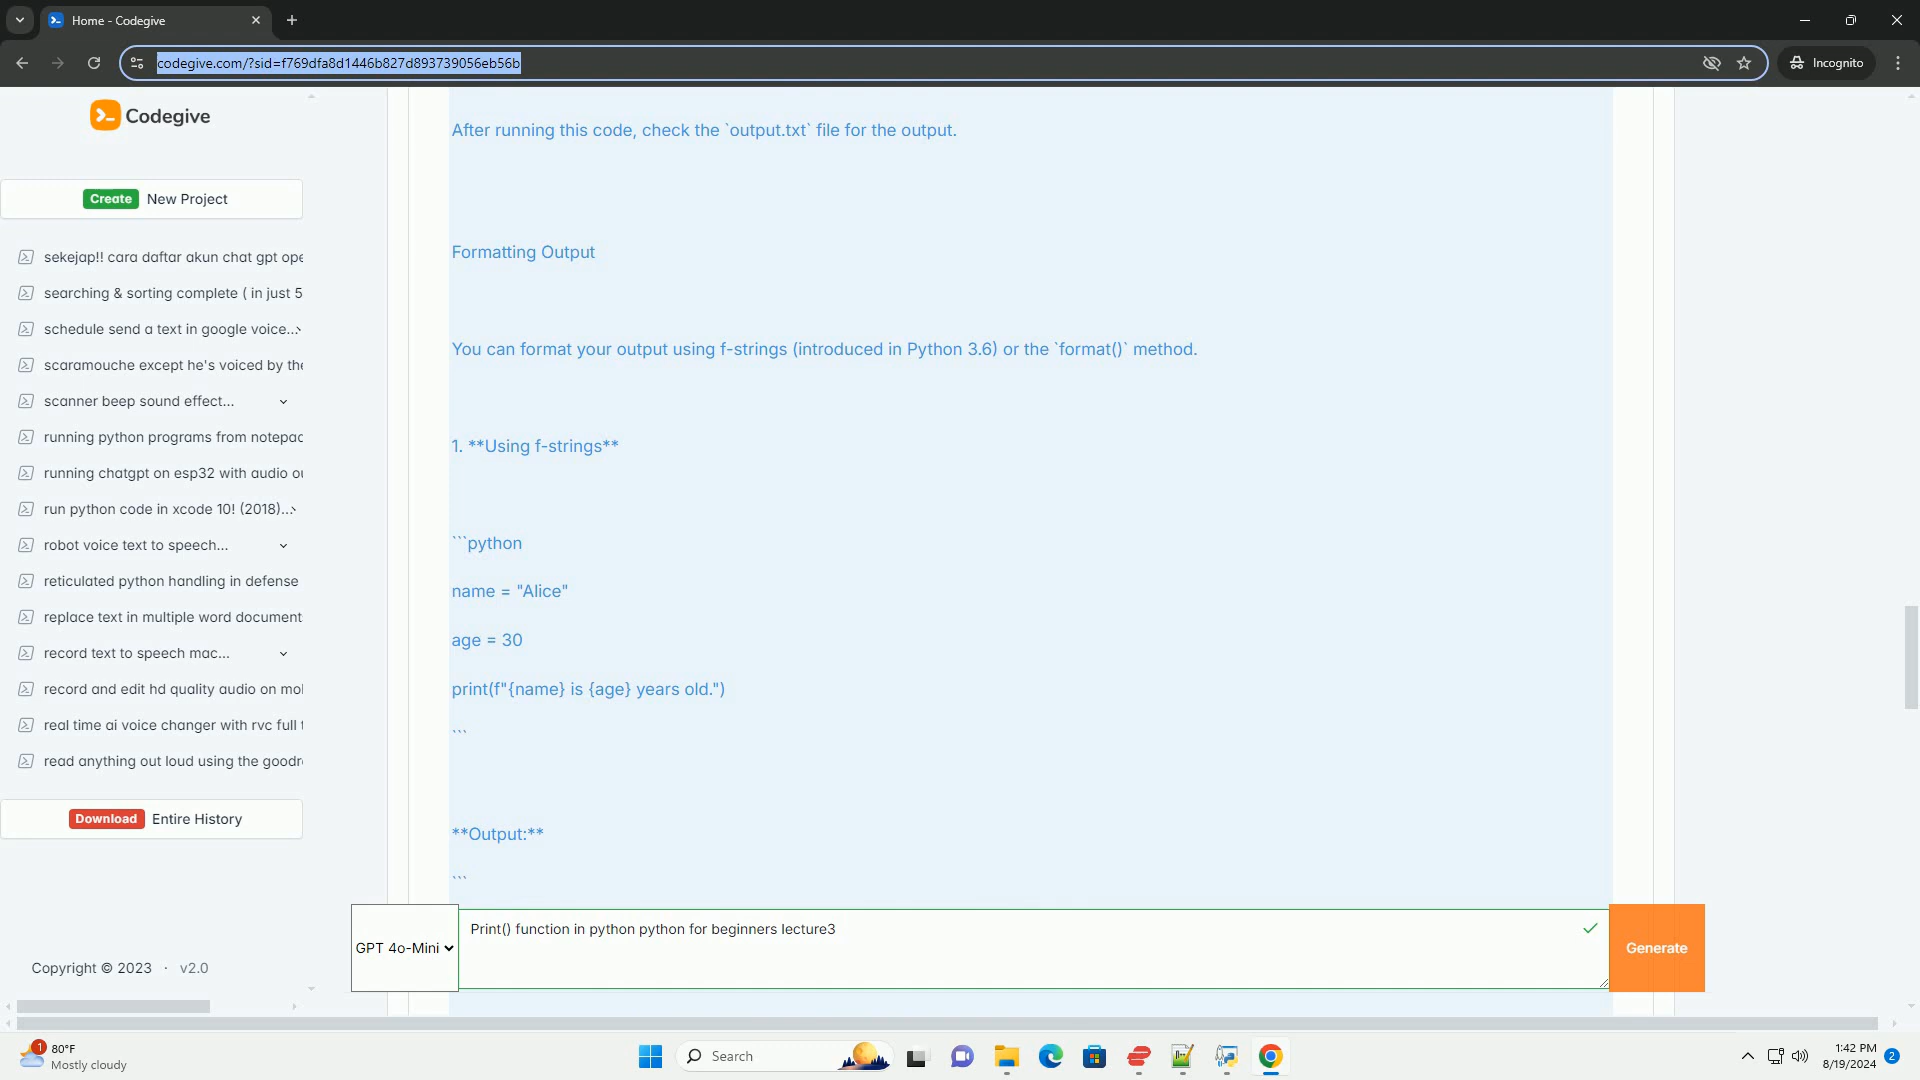 Home - Codegive
codegive.com/?sid=f769dfa8d1446b827d893739056eb56b
Incognito
Codegive
Create New Project
sekejap!! cara daftar akun chat gpt ope
searching & sorting complete ( in just 5
schedule send a text in google voice...
scaramouche except he's voiced by the
scanner beep sound effect...
running python programs from notepad
running chatgpt on esp32 with audio ou
run python code in xcode 10! (2018)...
robot voice text to speech...
reticulated python handling in defense
replace text in multiple word document
record text to speech mac...
record and edit hd quality audio on mol
real time ai voice changer with rvc full t
read anything out loud using the goodr
Download Entire History
Copyright © 2023 · v2.0
After running this code, check the `output.txt` file for the output.
Formatting Output
You can format your output using f-strings (introduced in Python 3.6) or the `format()` method.
1. **Using f-strings**
```python
name = "Alice"
age = 30
print(f"{name} is {age} years old.")
```
**Output:**
```
GPT 4o-Mini
Print() function in python python for beginners lecture3
Generate
1
80°F
Mostly cloudy
Search
1:42 PM
8/19/2024
2